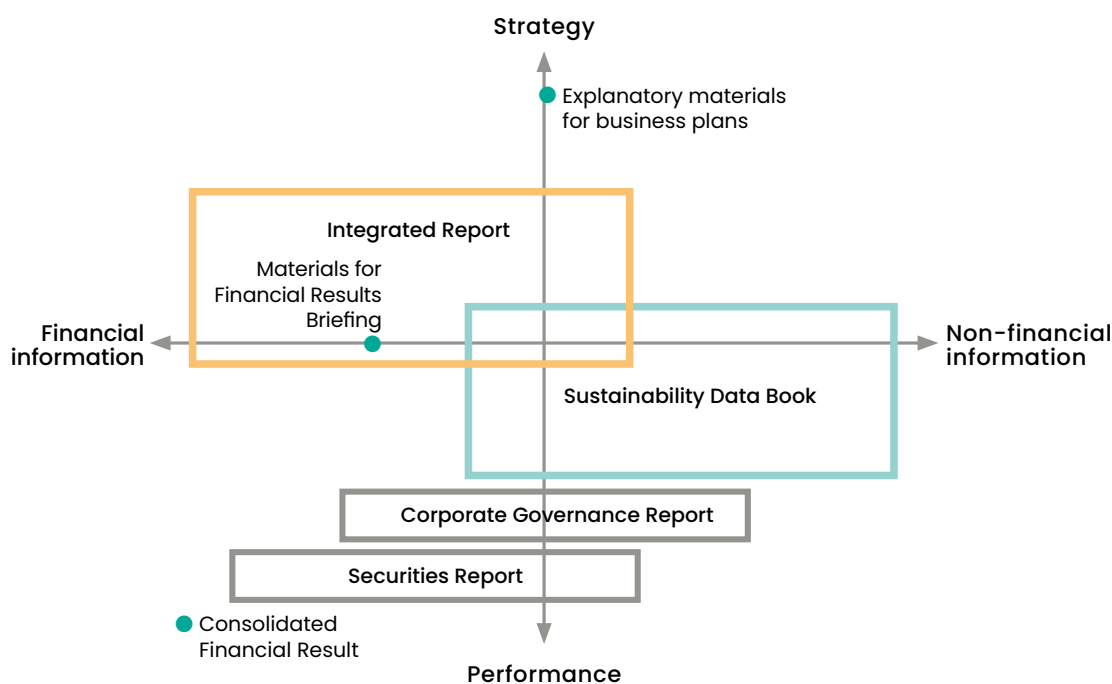 Strategy
Explanatory materials
for business plans
Integrated Report
Materials for
Financial Results
Briefing
Financial
information
Non-financial
information
Sustainability Data Book
Corporate Governance Report
Securities Report
Consolidated
Financial Result
Performance